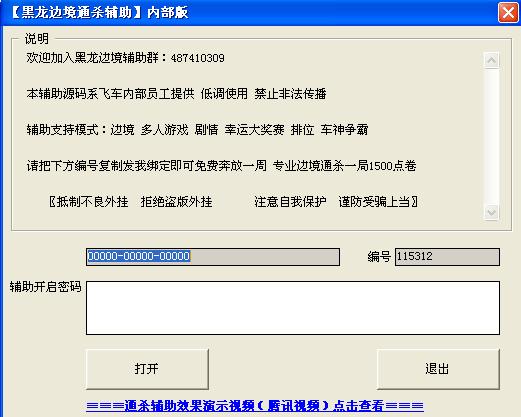 【黑龙边境通杀辅助】内部版
说明
欢迎加入黑龙边境辅助群：487410309
本辅助源码系飞车内部员工提供 低调使用 禁止非法传播
辅助支持模式：边境 多人游戏 剧情 幸运大奖赛 排位 车神争霸
请把下方编号复制发我绑定即可免费奔放一周 专业边境通杀一局1500点卷
〖抵制不良外挂 拒绝盗版外挂 注意自我保护 谨防受骗上当〗
00000-00000-00000 编号 115312
辅助开启密码
打开 退出
===通杀辅助效果演示视频（腾讯视频）点击查看===